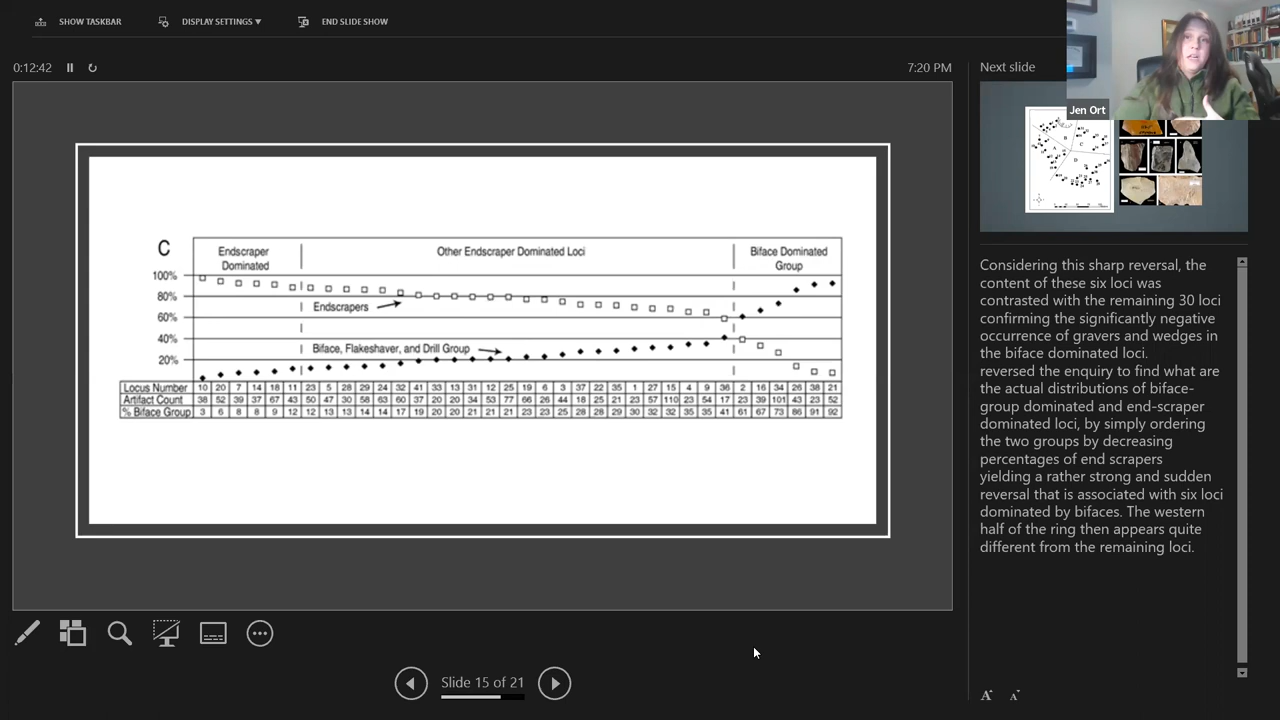 SHOW TASKBAR DISPLAY SETTINGS ▼ END SLIDE SHOW
0:12:42 7:20 PM
Next slide
Jen Ort
C
Endscraper Dominated
Other Endscraper Dominated Loci
Biface Dominated Group
100%
80%
Endscrapers
60%
40%
Biface, Flakeshaver, and Drill Group
20%
Locus Number 10 20 7 14 18 11 23 5 28 29 24 32 41 33 13 31 12 25 19 6 3 37 22 35 1 27 15 4 9 36 2 16 34 26 38 21
Artifact Count 38 52 39 37 67 43 50 47 30 58 63 60 37 20 20 44 53 77 66 26 44 18 25 21 23 57 110 23 54 17 23 39 101 43 23 52
% Biface Group 3 6 8 8 9 12 12 13 13 14 14 17 19 20 20 21 21 21 23 23 25 28 28 29 30 32 32 35 35 41 61 67 73 86 91 92
Considering this sharp reversal, the
content of these six loci was
contrasted with the remaining 30 loci
confirming the significantly negative
occurrence of gravers and wedges in
the biface dominated loci.
reversed the enquiry to find what are
the actual distributions of biface-
group dominated and end-scraper
dominated loci, by simply ordering
the two groups by decreasing
percentages of end scrapers
yielding a rather strong and sudden
reversal that is associated with six loci
dominated by bifaces. The western
half of the ring then appears quite
different from the remaining loci.
Slide 15 of 21
A A